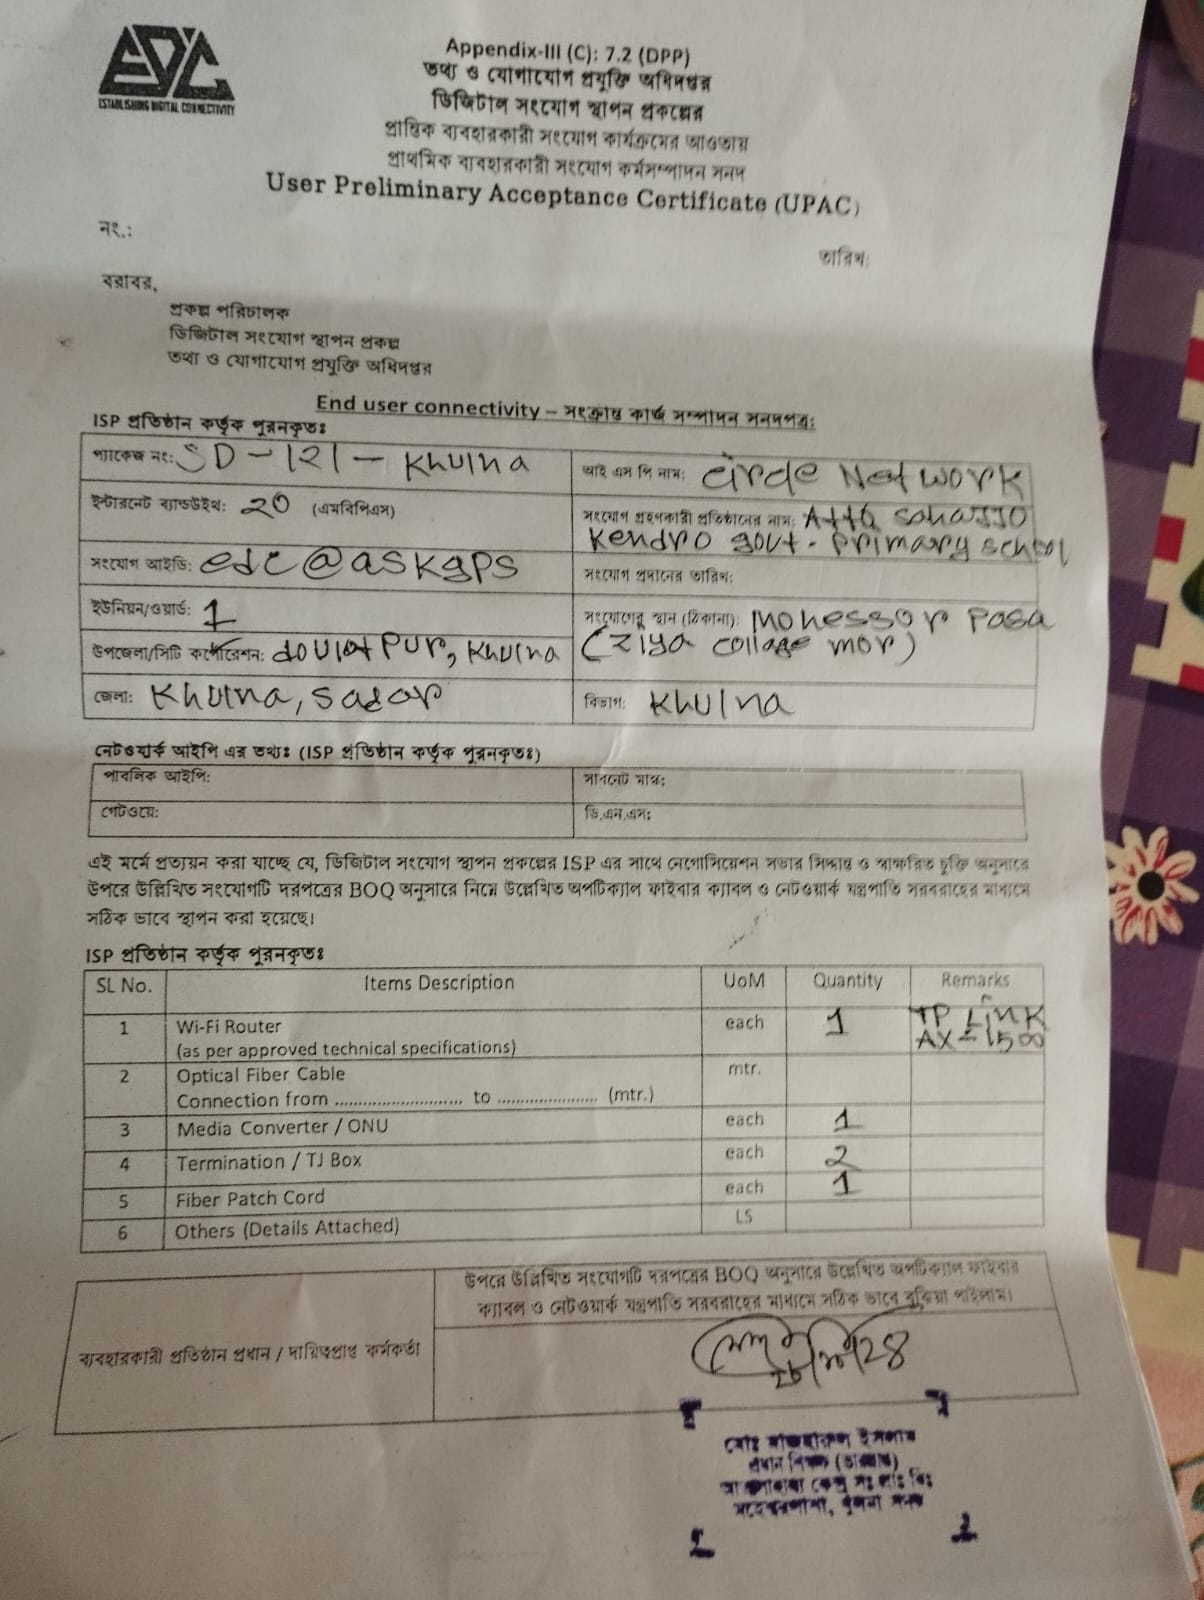 EDC
ESTABLISHING DIGITAL CONNECTIVITY
Appendix-III (C): 7.2 (DPP)
তথ্য ও যোগাযোগ প্রযুক্তি অধিদপ্তর
ডিজিটাল সংযোগ স্থাপন প্রকল্পের
প্রান্তিক ব্যবহারকারী সংযোগ কার্যক্রমের আওতায়
প্রাথমিক ব্যবহারকারী সংযোগ কর্মসম্পাদন সনদ
User Preliminary Acceptance Certificate (UPAC)
নং.:
তারিখ:
বরাবর,
প্রকল্প পরিচালক
ডিজিটাল সংযোগ স্থাপন প্রকল্প
তথ্য ও যোগাযোগ প্রযুক্তি অধিদপ্তর
End user connectivity – সংক্রান্ত কার্জ সম্পাদন সনদপত্র:
ISP প্রতিষ্ঠান কর্তৃক পুরনকৃতঃ
প্যাকেজ নং: SD-121-Khulna
আই এস পি নাম: Circle Network
ইন্টারনেট ব্যান্ডউইথ: 20 (এমবিপিএস)
সংযোগ গ্রহণকারী প্রতিষ্ঠানের নাম: Atta sohajjo
Kendro govt. Primary school
সংযোগ আইডি: edc@askgps
সংযোগ প্রদানের তারিখ:
ইউনিয়ন/ওয়ার্ড: 1
সংযোগের স্থান (ঠিকানা): Mohessor Pasa
উপজেলা/সিটি কর্পোরেশন: doulot pur, Khulna
(ziya collage mor)
জেলা: Khulna, sador
বিভাগ: Khulna
নেটওয়ার্ক আইপি এর তথ্যঃ (ISP প্রতিষ্ঠান কর্তৃক পুরনকৃতঃ)
পাবলিক আইপি:
সাবনেট মাস্ক:
গেটওয়ে:
ডি.এন.এস:
এই মর্মে প্রত্যয়ন করা যাচ্ছে যে, ডিজিটাল সংযোগ স্থাপন প্রকল্পের ISP এর সাথে নেগোসিয়েশন সভার সিদ্ধান্ত ও স্বাক্ষরিত চুক্তি অনুসারে
উপরে উল্লিখিত সংযোগটি দরপত্রের BOQ অনুসারে নিম্নে উল্লেখিত অপটিক্যাল ফাইবার ক্যাবল ও নেটওয়ার্ক যন্ত্রপাতি সরবরাহের মাধ্যমে
সঠিক ভাবে স্থাপন করা হয়েছে।
ISP প্রতিষ্ঠান কর্তৃক পুরনকৃতঃ
SL No. Items Description UoM Quantity Remarks
1 Wi-Fi Router each 1 TP Link
(as per approved technical specifications) AX-1500
2 Optical Fiber Cable mtr.
Connection from ........................... to ..................... (mtr.)
3 Media Converter / ONU each 1
4 Termination / TJ Box each 2
5 Fiber Patch Cord each 1
6 Others (Details Attached) LS
উপরে উল্লিখিত সংযোগটি দরপত্রের BOQ অনুসারে উল্লেখিত অপটিক্যাল ফাইবার
ক্যাবল ও নেটওয়ার্ক যন্ত্রপাতি সরবরাহের মাধ্যমে সঠিক ভাবে বুঝিয়া পাইলাম।
ব্যবহারকারী প্রতিষ্ঠান প্রধান / দায়িত্বপ্রাপ্ত কর্মকর্তা
মোঃ ইসলাম
প্রধান শিক্ষক
মহেশ্বরপাশা, খুলনা সদর